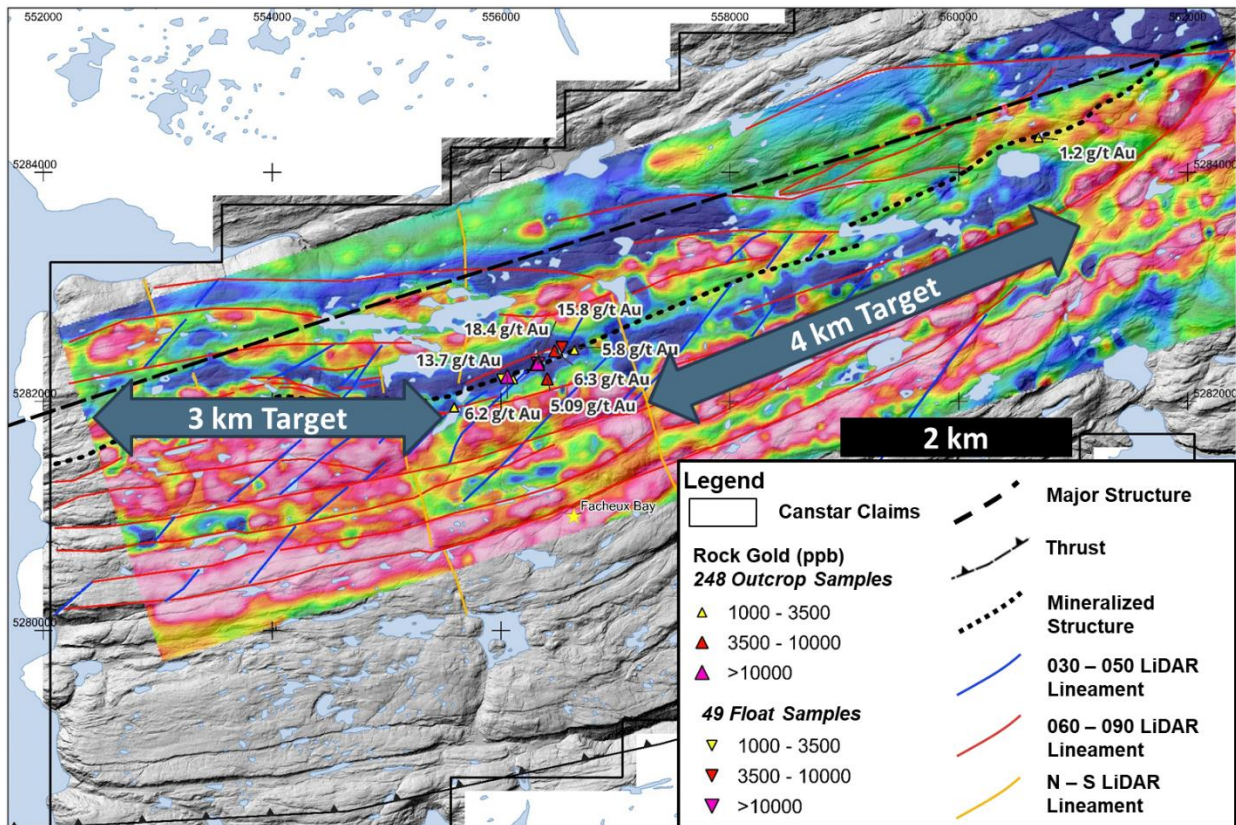 552000
554000
556000
558000
560000
562000
5284000
5284000
1.2 g/t Au
4 km Target
15.8 g/t Au
18.4 g/t Au
5.8 g/t Au
13.7 g/t Au
6.3 g/t Au
5282000
5282000
3 km Target
6.2 g/t Au
5.09 g/t Au
2 km
Facheux Bay
5280000
Legend
Canstar Claims
Rock Gold (ppb)
248 Outcrop Samples
1000 - 3500
3500 - 10000
>10000
49 Float Samples
1000 - 3500
3500 - 10000
>10000
Major Structure
Thrust
Mineralized
Structure
030 – 050 LiDAR
Lineament
060 – 090 LiDAR
Lineament
N – S LiDAR
Lineament